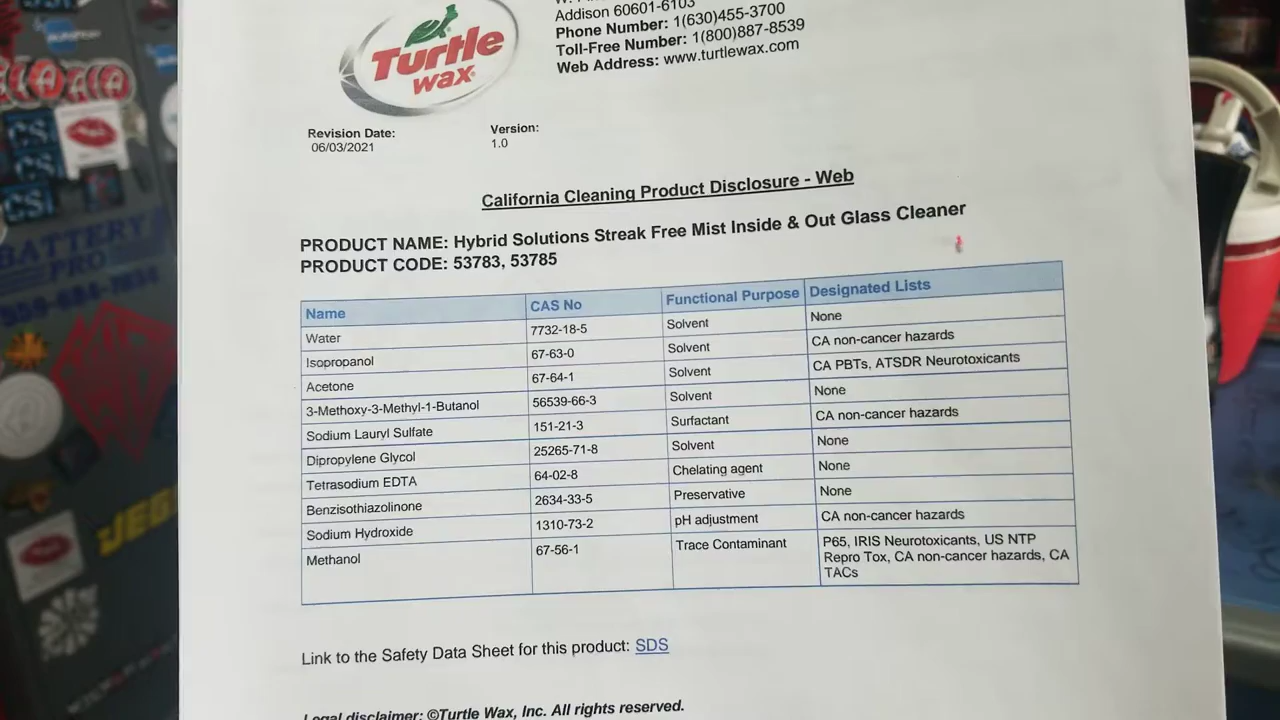 Turtle
wax
Addison 60601-6103
Phone Number: 1(630)455-3700
Toll-Free Number: 1(800)887-8539
Web Address: www.turtlewax.com
Revision Date:
06/03/2021
Version:
1.0
California Cleaning Product Disclosure - Web
PRODUCT NAME: Hybrid Solutions Streak Free Mist Inside & Out Glass Cleaner
PRODUCT CODE: 53783, 53785
Name CAS No Functional Purpose Designated Lists
Water 7732-18-5 Solvent None
Isopropanol 67-63-0 Solvent CA non-cancer hazards
Acetone 67-64-1 Solvent CA PBTs, ATSDR Neurotoxicants
3-Methoxy-3-Methyl-1-Butanol 56539-66-3 Solvent None
Sodium Lauryl Sulfate 151-21-3 Surfactant CA non-cancer hazards
Dipropylene Glycol 25265-71-8 Solvent None
Tetrasodium EDTA 64-02-8 Chelating agent None
Benzisothiazolinone 2634-33-5 Preservative None
Sodium Hydroxide 1310-73-2 pH adjustment CA non-cancer hazards
Methanol 67-56-1 Trace Contaminant P65, IRIS Neurotoxicants, US NTP
Repro Tox, CA non-cancer hazards, CA
TACs
Link to the Safety Data Sheet for this product: SDS
Legal disclaimer: ©Turtle Wax, Inc. All rights reserved.
BATTERY
PRO
CS
CS
CS